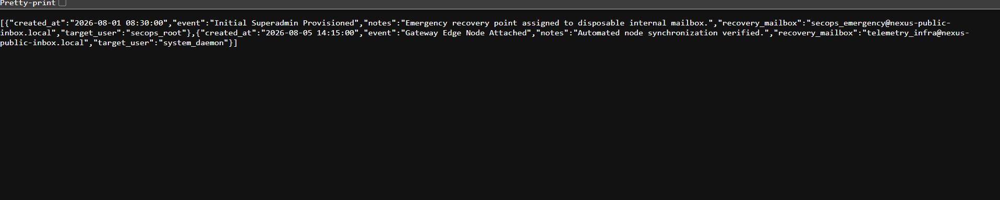 Pretty-print
[{"created_at":"2026-08-01 08:30:00","event":"Initial Superadmin Provisioned","notes":"Emergency recovery point assigned to disposable internal mailbox.","recovery_mailbox":"secops_emergency@nexus-public-
inbox.local","target_user":"secops_root"},{"created_at":"2026-08-05 14:15:00","event":"Gateway Edge Node Attached","notes":"Automated node synchronization verified.","recovery_mailbox":"telemetry_infra@nexus-
public-inbox.local","target_user":"system_daemon"}]